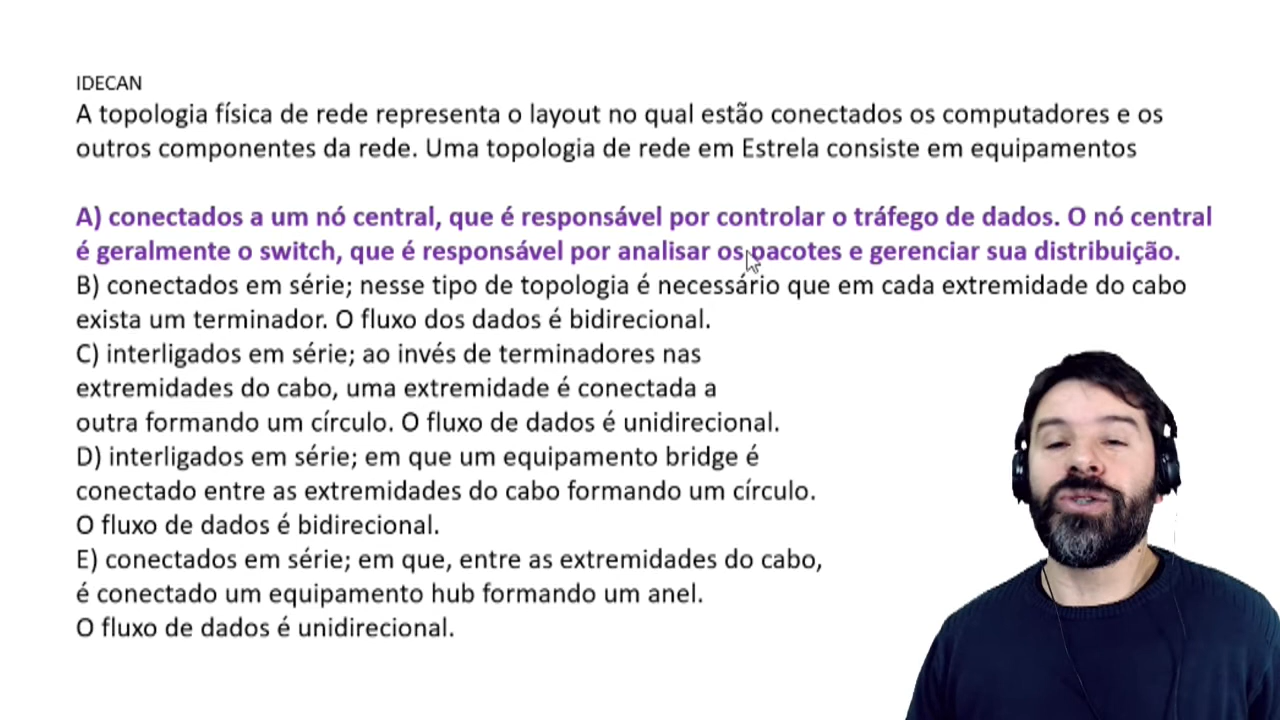 IDECAN
A topologia física de rede representa o layout no qual estão conectados os computadores e os
outros componentes da rede. Uma topologia de rede em Estrela consiste em equipamentos
A) conectados a um nó central, que é responsável por controlar o tráfego de dados. O nó central
é geralmente o switch, que é responsável por analisar os pacotes e gerenciar sua distribuição.
B) conectados em série; nesse tipo de topologia é necessário que em cada extremidade do cabo
exista um terminador. O fluxo dos dados é bidirecional.
C) interligados em série; ao invés de terminadores nas
extremidades do cabo, uma extremidade é conectada a
outra formando um círculo. O fluxo de dados é unidirecional.
D) interligados em série; em que um equipamento bridge é
conectado entre as extremidades do cabo formando um círculo.
O fluxo de dados é bidirecional.
E) conectados em série; em que, entre as extremidades do cabo,
é conectado um equipamento hub formando um anel.
O fluxo de dados é unidirecional.